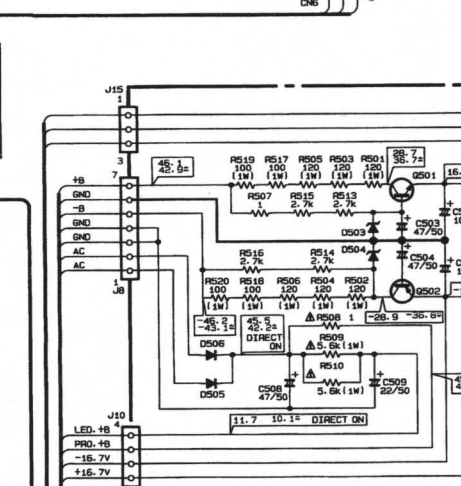 CN6
J15
1
3
7
46.1
42.9=
R519 R517 R505 R503 R501
100 100 120 120 120
(1W) (1W) (1W) (1W) (1W)
28.7
36.7=
Q501
16.
+B
GND
-B
GND
GND
AC
AC
R507 R515 R513
1 2.7k 2.7k
D503
C503
47/50
D504
C504
47/50
R516 R514
2.7k 2.7k
R520 R518 R506 R504 R502
100 100 120 120 120
(1W) (1W) (1W) (1W) (1W)
Q502
1
J8
-46.2
-43.1=
45.5
42.2=
DIRECT
ON
R508 1
-28.9 -36.8=
D506
R509
5.6k(1W)
R510
5.6k(1W)
D505
C508
47/50
C509
22/50
J10
4
11.7 10.1= DIRECT ON
LED.+B
PRO.+B
-16.7V
+16.7V